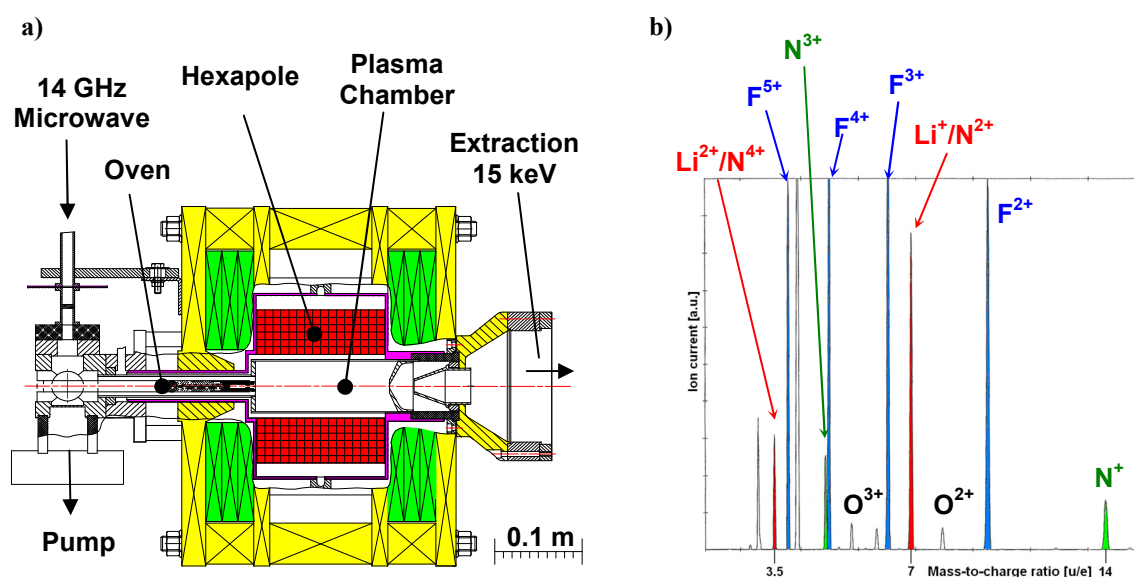 a)
14 GHz
Microwave
Oven
Hexapole
Plasma
Chamber
Extraction
15 keV
Pump
0.1 m
b)
N³⁺
F⁵⁺
F⁴⁺
F³⁺
Li²⁺/N⁴⁺
Li⁺/N²⁺
F²⁺
O³⁺
O²⁺
N⁺
Ion current [a.u.]
3.5
7
Mass-to-charge ratio [u/e]
14